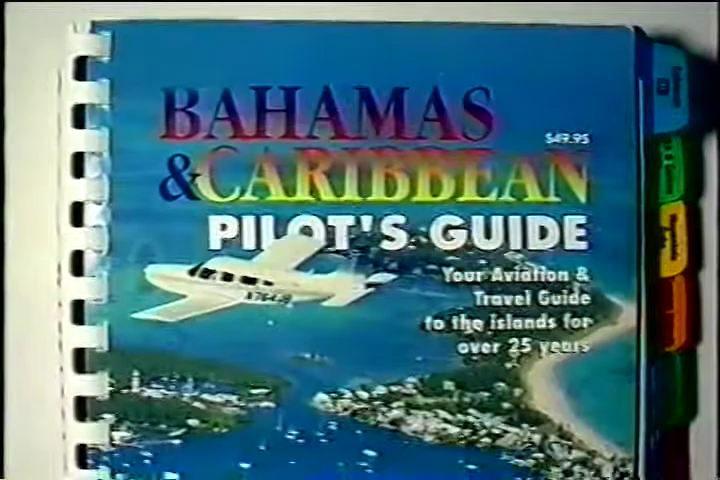 BAHAMAS
$49.95
& CARIBBEAN
PILOT'S GUIDE
Your Aviation &
Travel Guide
to the islands for
over 25 years